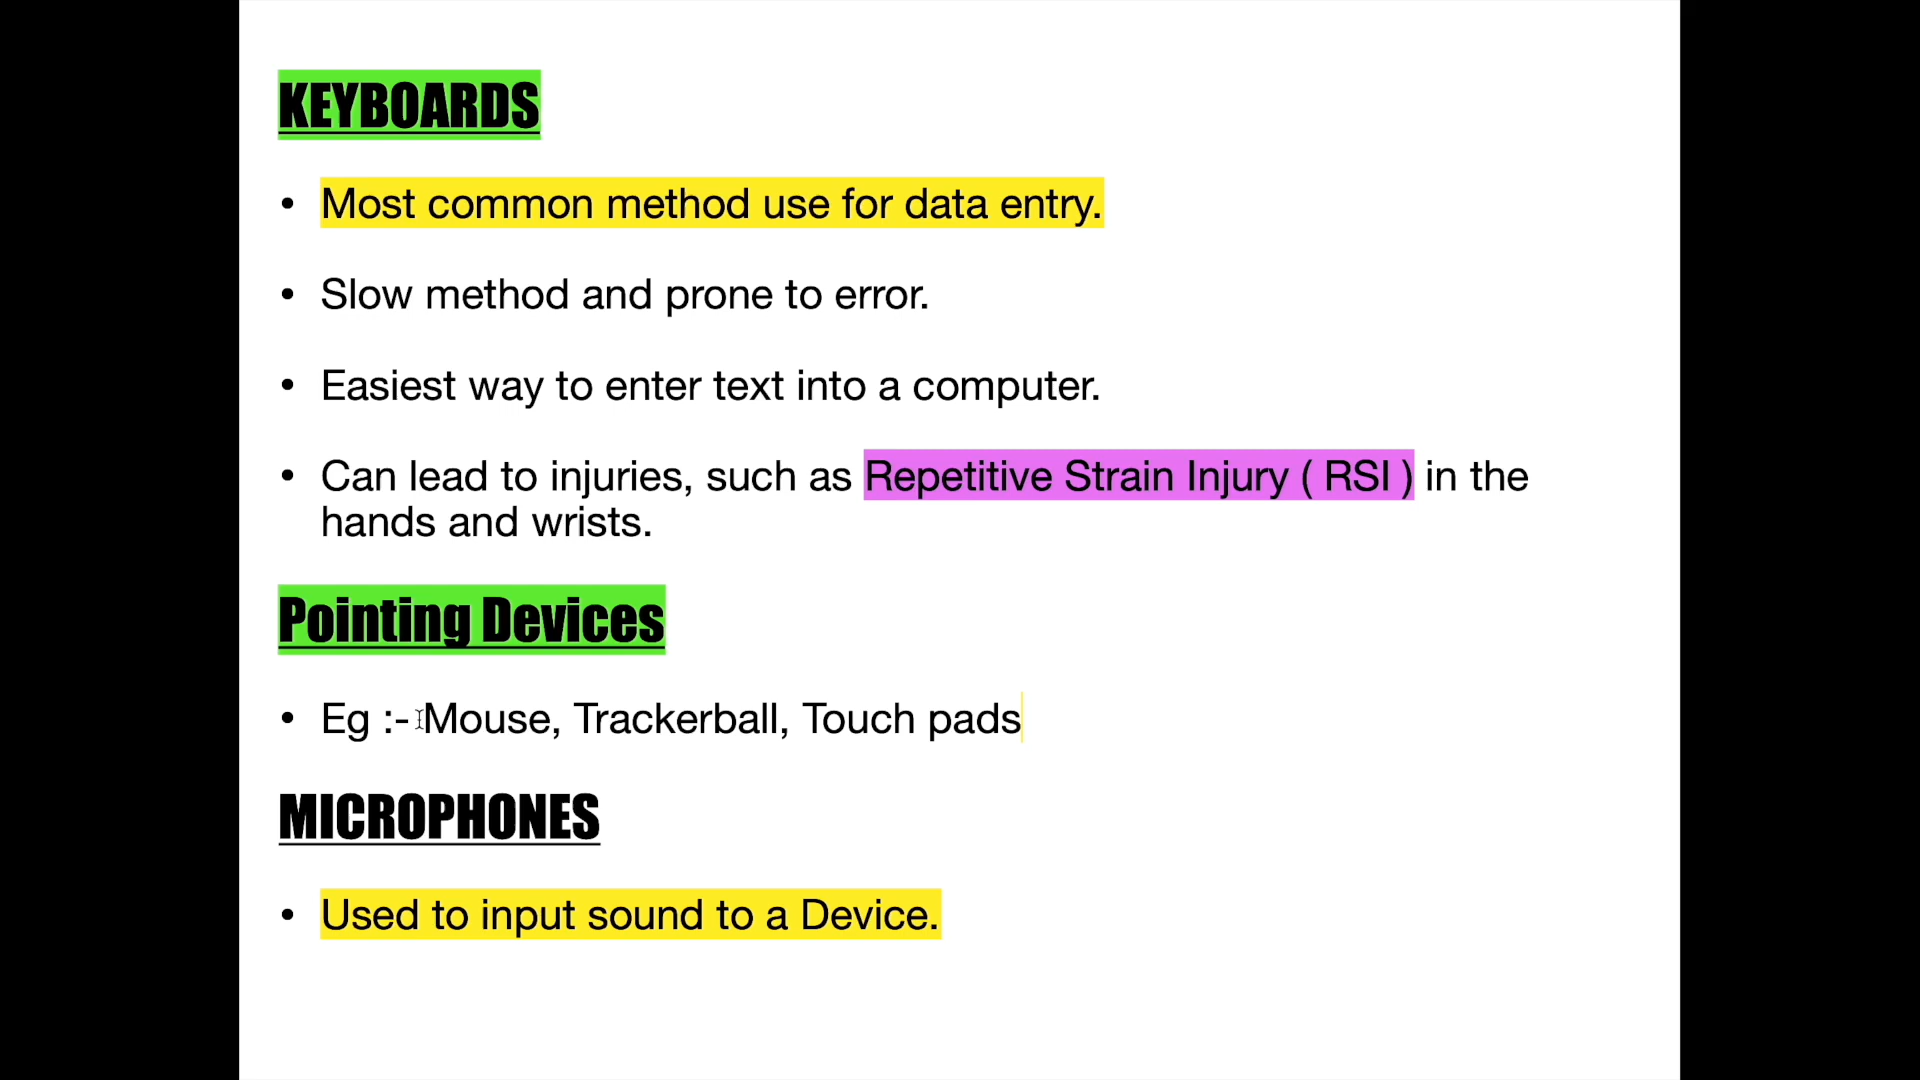 KEYBOARDS
• Most common method use for data entry.
• Slow method and prone to error.
• Easiest way to enter text into a computer.
• Can lead to injuries, such as Repetitive Strain Injury ( RSI ) in the
hands and wrists.
Pointing Devices
• Eg :- Mouse, Trackerball, Touch pads
MICROPHONES
• Used to input sound to a Device.